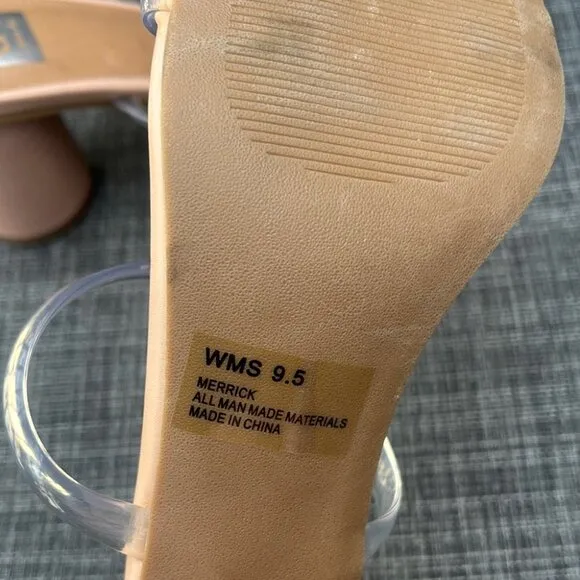 WMS 9.5
MERRICK
ALL MAN MADE MATERIALS
MADE IN CHINA